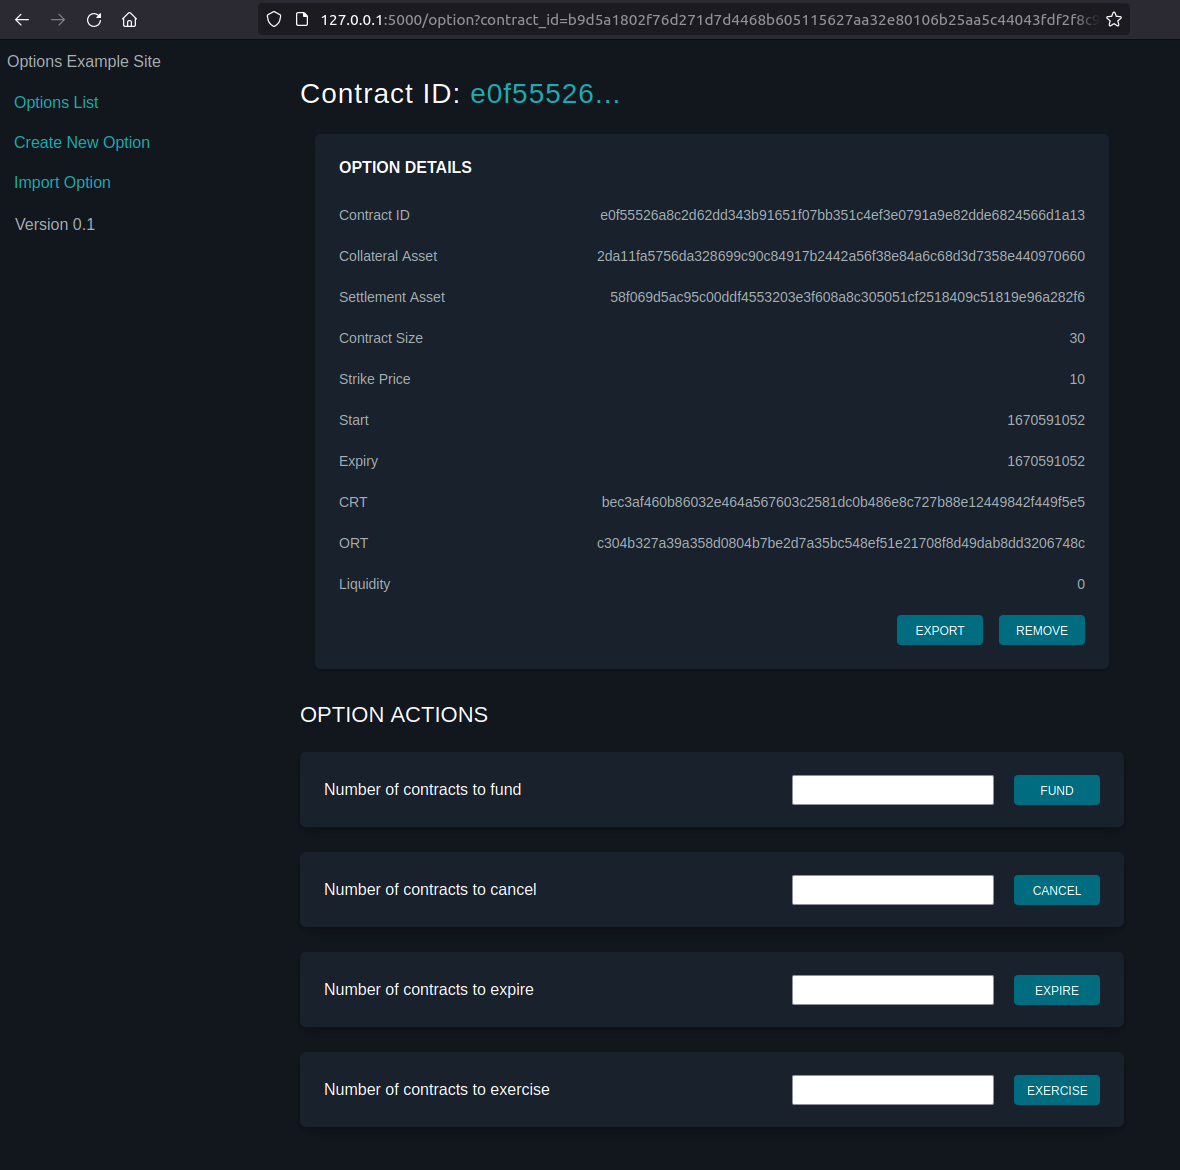 127.0.0.1:5000/option?contract_id=b9d5a1802f76d271d7d4468b605115627aa32e80106b25aa5c44043fdf2f8c9
Options Example Site
Options List
Create New Option
Import Option
Version 0.1
Contract ID: e0f55526...
OPTION DETAILS
Contract ID e0f55526a8c2d62dd343b91651f07bb351c4ef3e0791a9e82dde6824566d1a13
Collateral Asset 2da11fa5756da328699c90c84917b2442a56f38e84a6c68d3d7358e440970660
Settlement Asset 58f069d5ac95c00ddf4553203e3f608a8c305051cf2518409c51819e96a282f6
Contract Size 30
Strike Price 10
Start 1670591052
Expiry 1670591052
CRT bec3af460b86032e464a567603c2581dc0b486e8c727b88e12449842f449f5e5
ORT c304b327a39a358d0804b7be2d7a35bc548ef51e21708f8d49dab8dd3206748c
Liquidity 0
EXPORT REMOVE
OPTION ACTIONS
Number of contracts to fund FUND
Number of contracts to cancel CANCEL
Number of contracts to expire EXPIRE
Number of contracts to exercise EXERCISE